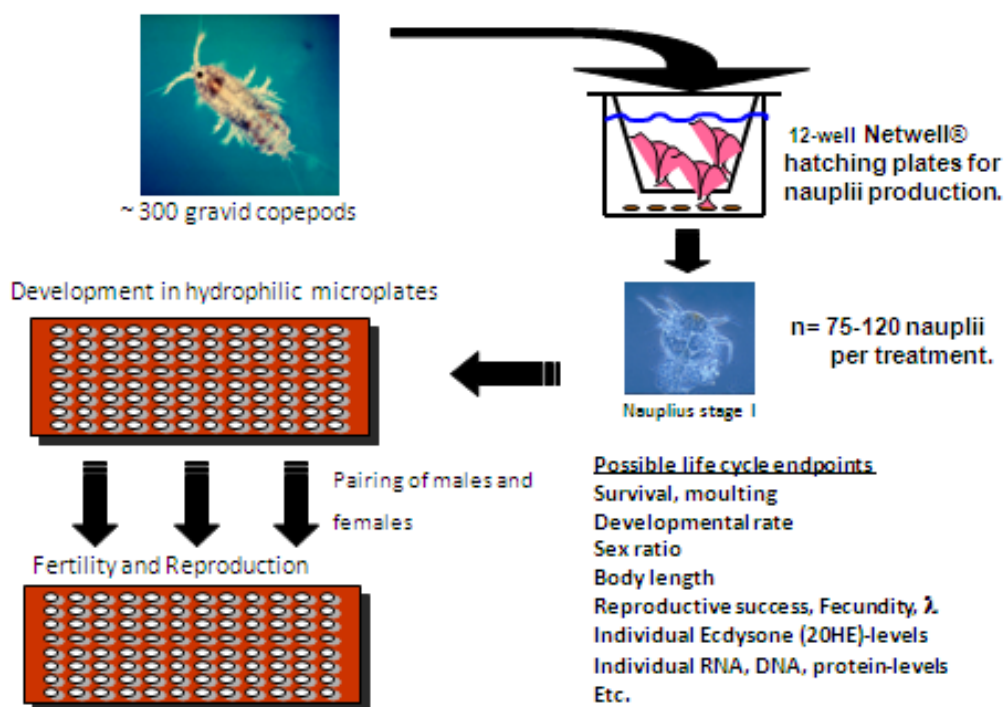 ~ 300 gravid copepods
12-well Netwell®
hatching plates for
nauplii production.
n= 75-120 nauplii
per treatment.
Nauplius stage I
Development in hydrophilic microplates
Pairing of males and
females
Fertility and Reproduction
Possible life cycle endpoints
Survival, moulting
Developmental rate
Sex ratio
Body length
Reproductive success, Fecundity, λ
Individual Ecdysone (20HE)-levels
Individual RNA, DNA, protein-levels
Etc.